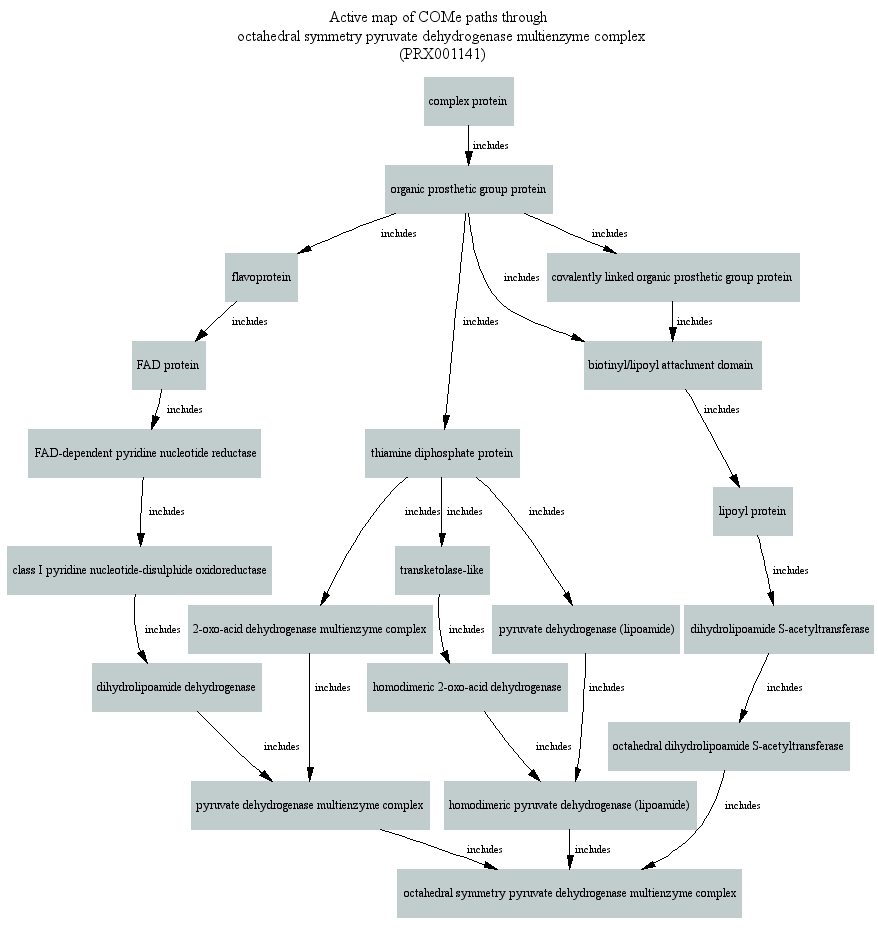 Active map of COMe paths through
octahedral symmetry pyruvate dehydrogenase multienzyme complex
(PRX001141)
complex protein
includes
organic prosthetic group protein
includes
includes
flavoprotein
includes
covalently linked organic prosthetic group protein
includes
includes
includes
FAD protein
biotinyl/lipoyl attachment domain
includes
includes
FAD-dependent pyridine nucleotide reductase
thiamine diphosphate protein
includes
includes
includes
includes
lipoyl protein
class I pyridine nucleotide-disulphide oxidoreductase
transketolase-like
includes
includes
includes
2-oxo-acid dehydrogenase multienzyme complex
pyruvate dehydrogenase (lipoamide)
dihydrolipoamide S-acetyltransferase
dihydrolipoamide dehydrogenase
includes
homodimeric 2-oxo-acid dehydrogenase
includes
includes
includes
includes
octahedral dihydrolipoamide S-acetyltransferase
pyruvate dehydrogenase multienzyme complex
homodimeric pyruvate dehydrogenase (lipoamide)
includes
includes
includes
octahedral symmetry pyruvate dehydrogenase multienzyme complex